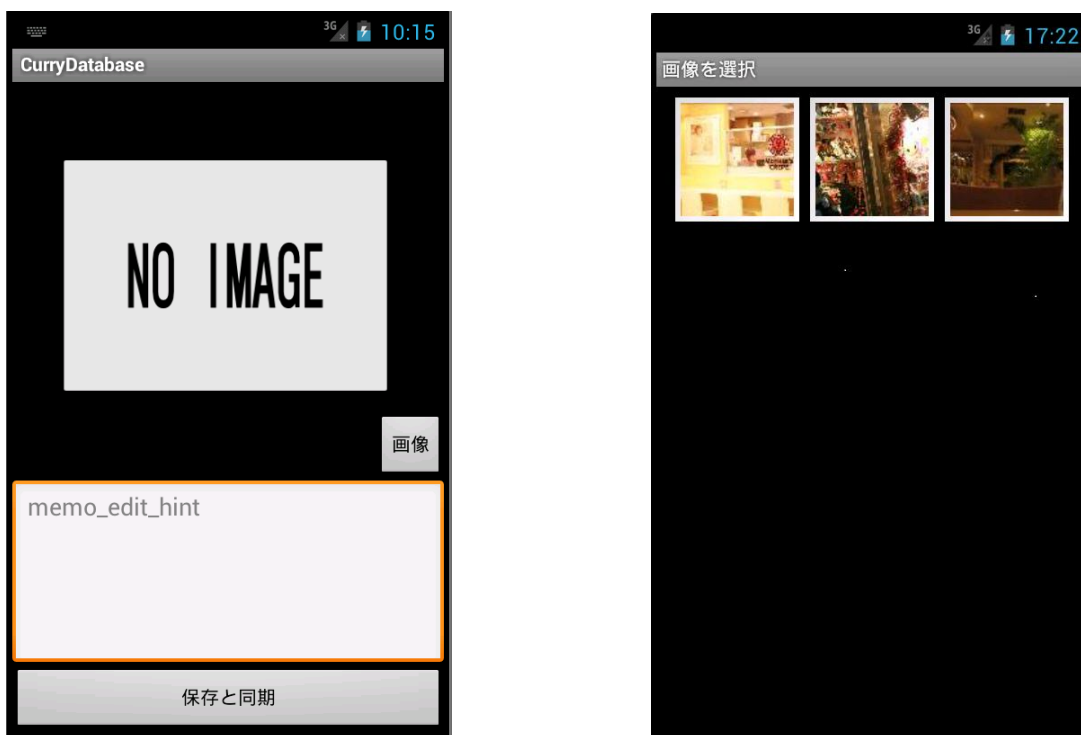 3G 10:15
CurryDatabase
NO IMAGE
画像
memo_edit_hint
保存と同期
3G 17:22
画像を選択